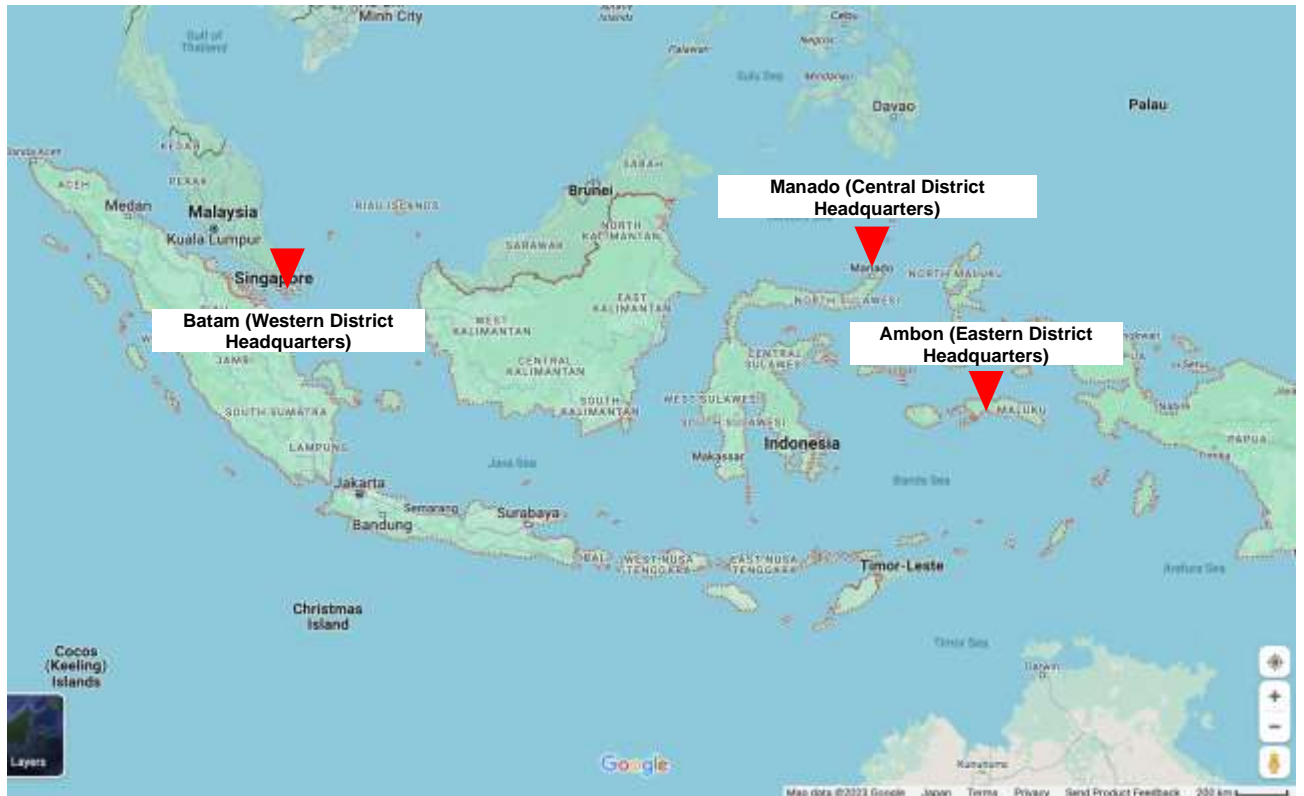 Minh City
Gulf of
Thailand
Cebu
Negros
Palawan
Sulu Sea
Mindanao
Davao
Palau
Banda Aceh
KEDAH
ACEH
PERAK
SABAH
Medan
Malaysia
Brunei
Kuala Lumpur
RIAU ISLANDS
NORTH
KALIMANTAN
SARAWAK
Manado (Central District
Headquarters)
Manado
NORTH MALUKU
Singapore
NORTH SULAWESI
EAST
KALIMANTAN
Batam (Western District
Headquarters)
WEST
KALIMANTAN
Ambon (Eastern District
Headquarters)
JAMBI
CENTRAL
KALIMANTAN
CENTRAL
SULAWESI
SOUTH SUMATRA
SOUTH
KALIMANTAN
WEST SULAWESI
SOUTH SULAWESI
MALUKU
Nabire
PAPUA
LAMPUNG
Indonesia
Makassar
Timika
Java Sea
Banda Sea
Jakarta
Semarang
Surabaya
Bandung
BALI
WEST NUSA
TENGGARA
EAST NUSA
TENGGARA
Timor-Leste
Arafura Sea
Christmas
Island
Timor Sea
Cocos
(Keeling)
Islands
Darwin
Layers
Google
Kununurra
Map data ©2023 Google
Japan
Terms
Privacy
Send Product Feedback
200 km